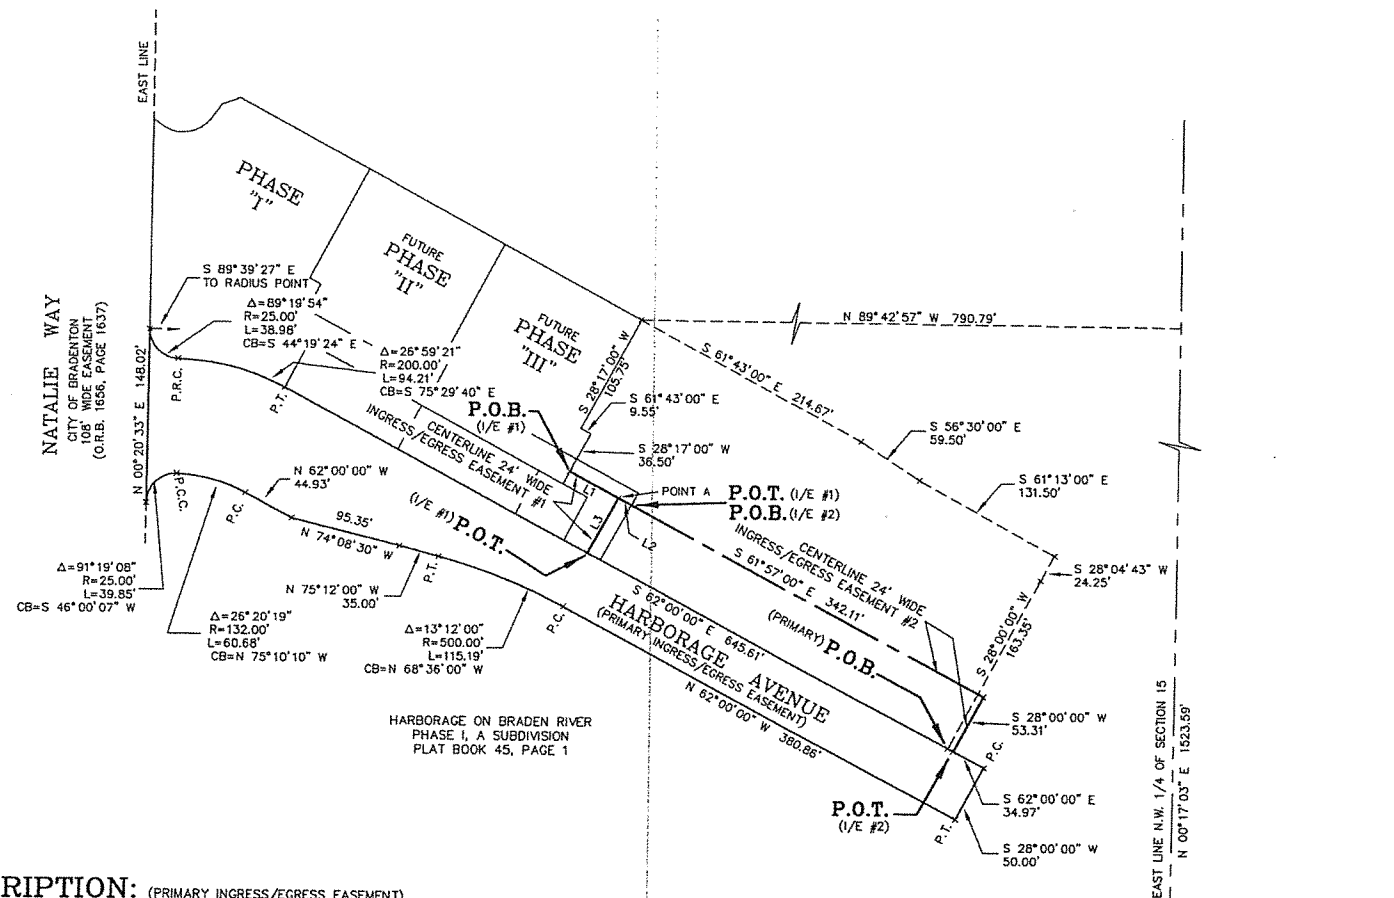 EAST LINE
PHASE
"I"
FUTURE
PHASE
"II"
FUTURE
PHASE
"III"
S 89°39'27" E
TO RADIUS POINT
Δ=89°19'54"
R=25.00'
L=38.98'
CB=S 44°19'24" E
Δ=26°59'21"
R=200.00'
L=94.21'
CB=S 75°29'40" E
NATALIE WAY
CITY OF BRADENTON
108' WIDE EASEMENT
(O.R.B. 1656, PAGE 1637)
N 00°20'33" E 148.02'
P.R.C.
P.T.
P.C.C.
P.C.
N 89°42'57" W 790.79'
S 28°17'00" W
105.75'
S 61°43'00" E
9.55'
S 28°17'00" W
36.50'
S 61°43'00" E 214.67'
S 56°30'00" E
59.50'
S 61°13'00" E
131.50'
S 28°04'43" W
24.25'
S 28°00'00" W
163.35'
P.O.B.
(I/E #1)
CENTERLINE 24' WIDE
INGRESS/EGRESS EASEMENT #1
L1
L3
L2
POINT A
P.O.T. (I/E #1)
P.O.B. (I/E #2)
(I/E #1) P.O.T.
CENTERLINE 24' WIDE
INGRESS/EGRESS EASEMENT #2
S 61°57'00" E 342.11'
(PRIMARY) P.O.B.
S 62°00'00" E 645.61'
HARBORAGE AVENUE
(PRIMARY INGRESS/EGRESS EASEMENT)
N 62°00'00" W 380.86'
N 62°00'00" W
44.93'
95.35'
N 74°08'30" W
N 75°12'00" W
35.00'
P.T.
P.C.
Δ=91°19'08"
R=25.00'
L=39.85'
CB=S 46°00'07" W
Δ=26°20'19"
R=132.00'
L=60.68'
CB=N 75°10'10" W
Δ=13°12'00"
R=500.00'
L=115.19'
CB=N 68°36'00" W
HARBORAGE ON BRADEN RIVER
PHASE I, A SUBDIVISION
PLAT BOOK 45, PAGE 1
S 28°00'00" W
53.31'
P.C.
S 62°00'00" E
34.97'
P.O.T.
(I/E #2)
P.T.
S 28°00'00" W
50.00'
EAST LINE N.W. 1/4 OF SECTION 15
N 00°17'03" E 1523.59'
RIPTION: (PRIMARY INGRESS/EGRESS EASEMENT)